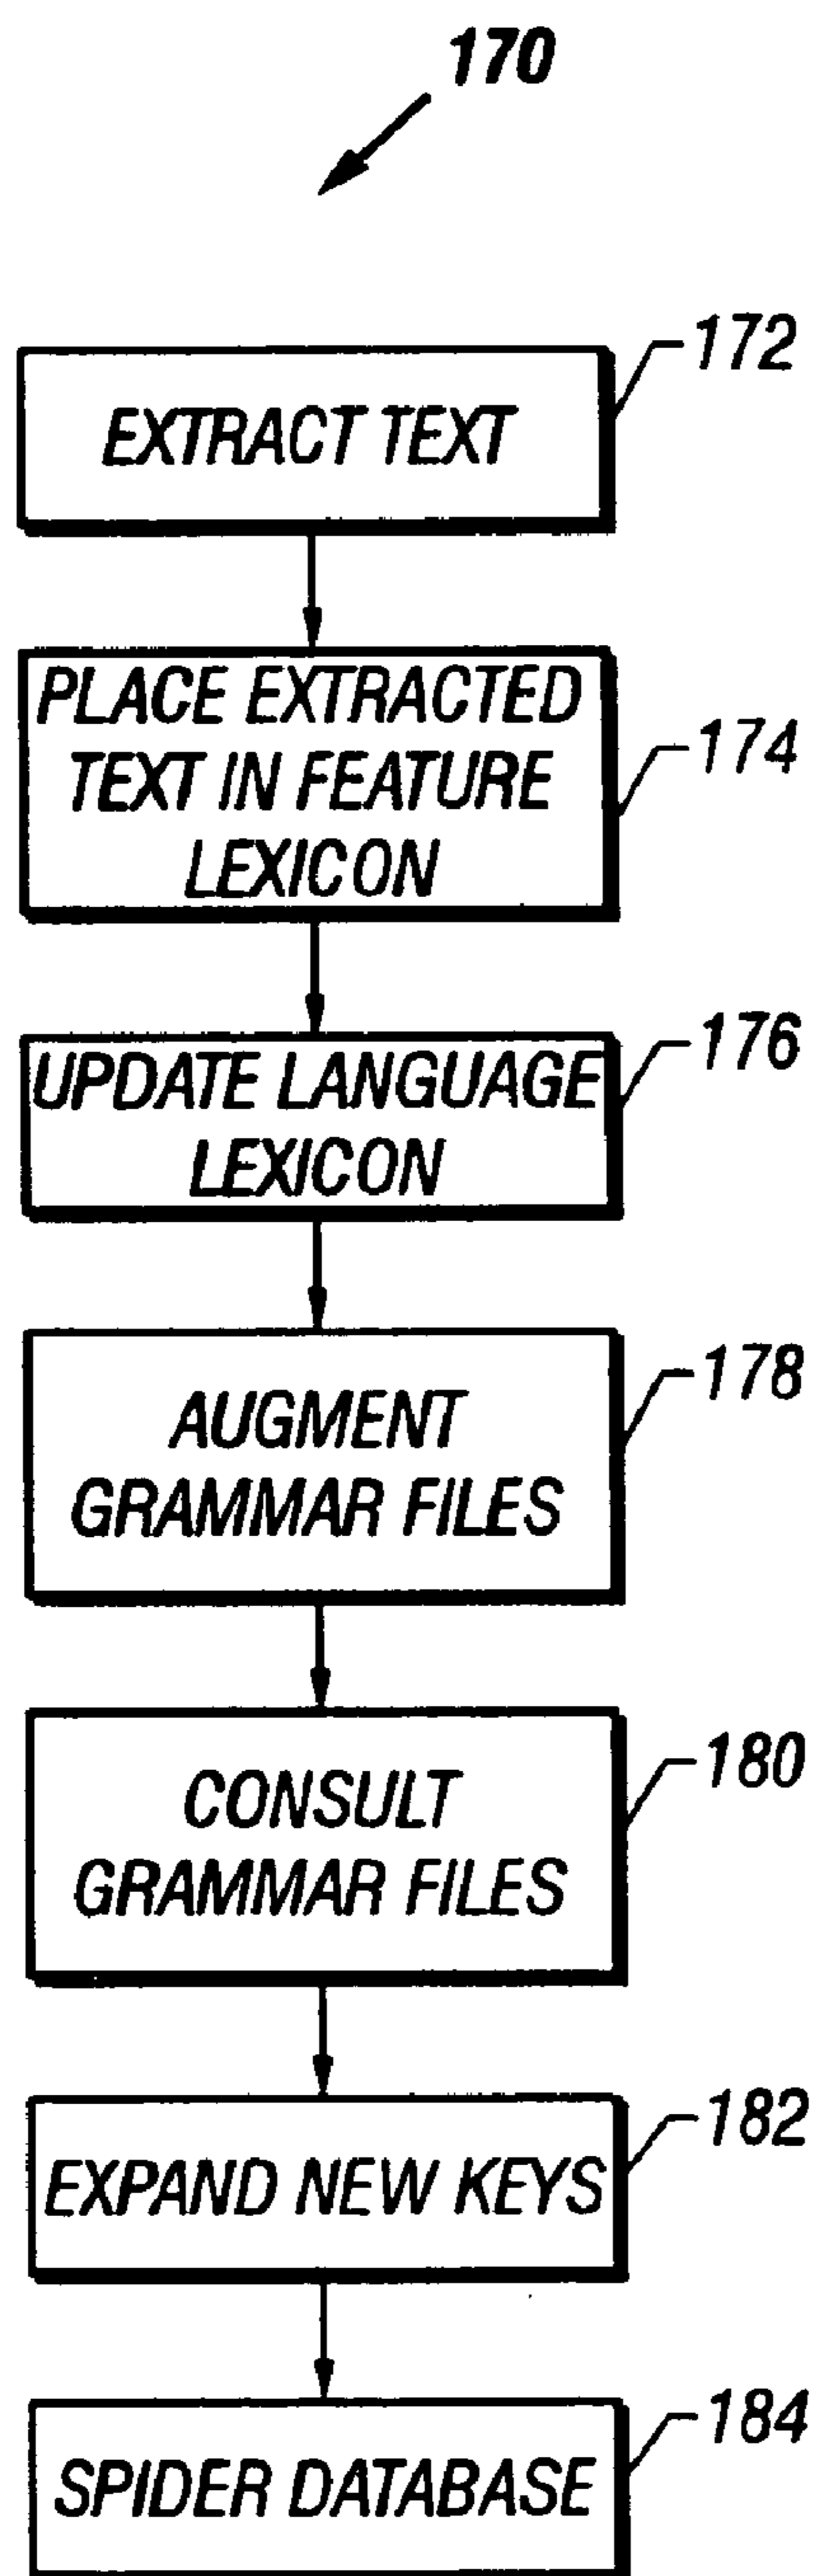 170
EXTRACT TEXT
172
PLACE EXTRACTED
TEXT IN FEATURE
LEXICON
174
UPDATE LANGUAGE
LEXICON
176
AUGMENT
GRAMMAR FILES
178
CONSULT
GRAMMAR FILES
180
EXPAND NEW KEYS
182
SPIDER DATABASE
184